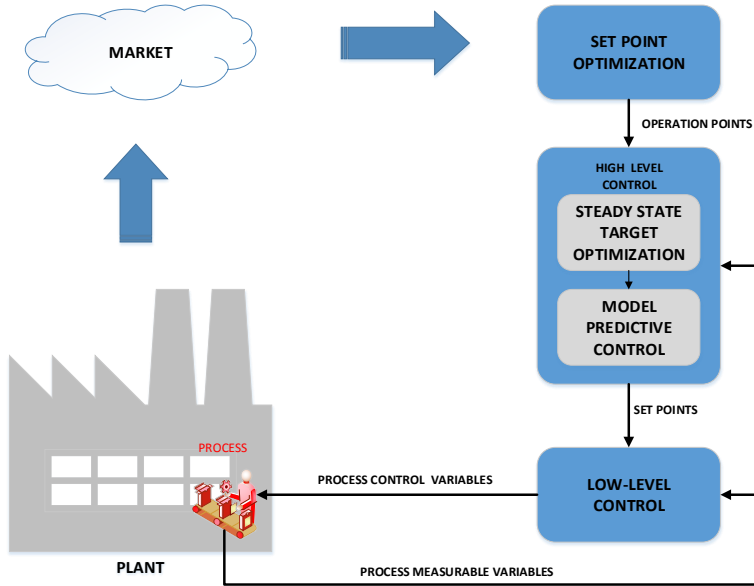 MARKET
SET POINT
OPTIMIZATION
OPERATION POINTS
HIGH LEVEL
CONTROL
STEADY STATE
TARGET
OPTIMIZATION
MODEL
PREDICTIVE
CONTROL
SET POINTS
PROCESS
PROCESS CONTROL VARIABLES
LOW-LEVEL
CONTROL
PLANT
PROCESS MEASURABLE VARIABLES